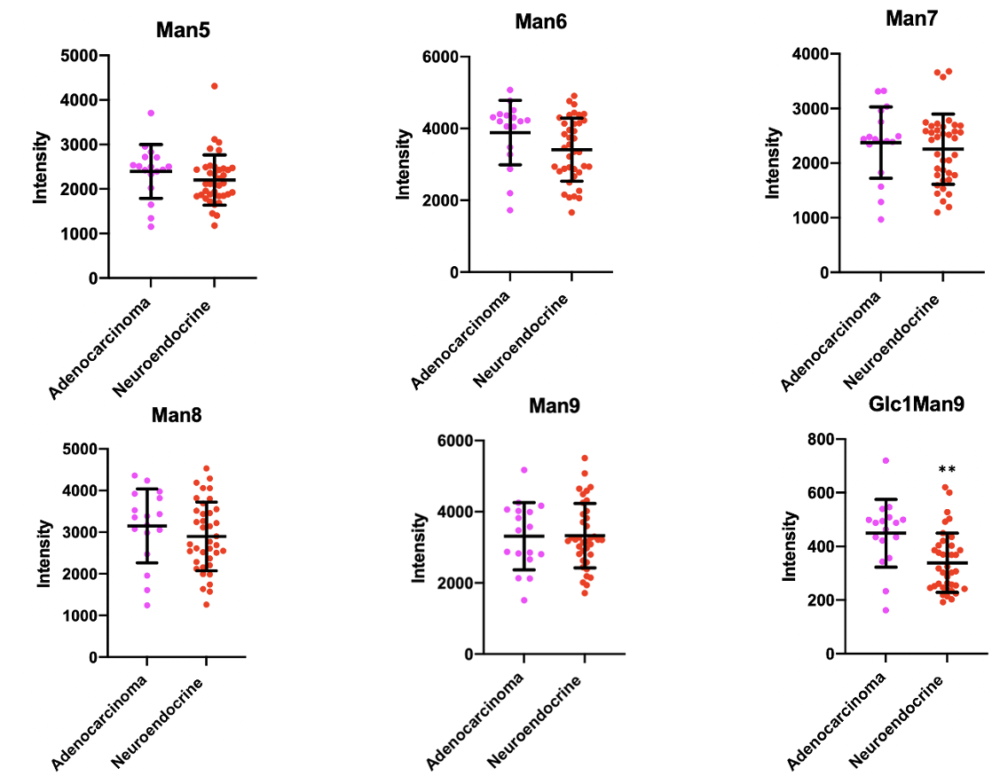 Man5
5000
4000
3000
2000
1000
0
Intensity
Adenocarcinoma
Neuroendocrine
Man6
6000
4000
2000
0
Intensity
Adenocarcinoma
Neuroendocrine
Man7
4000
3000
2000
1000
0
Intensity
Adenocarcinoma
Neuroendocrine
Man8
5000
4000
3000
2000
1000
0
Intensity
Adenocarcinoma
Neuroendocrine
Man9
6000
4000
2000
0
Intensity
Adenocarcinoma
Neuroendocrine
Glc1Man9
800
**
600
400
200
0
Intensity
Adenocarcinoma
Neuroendocrine